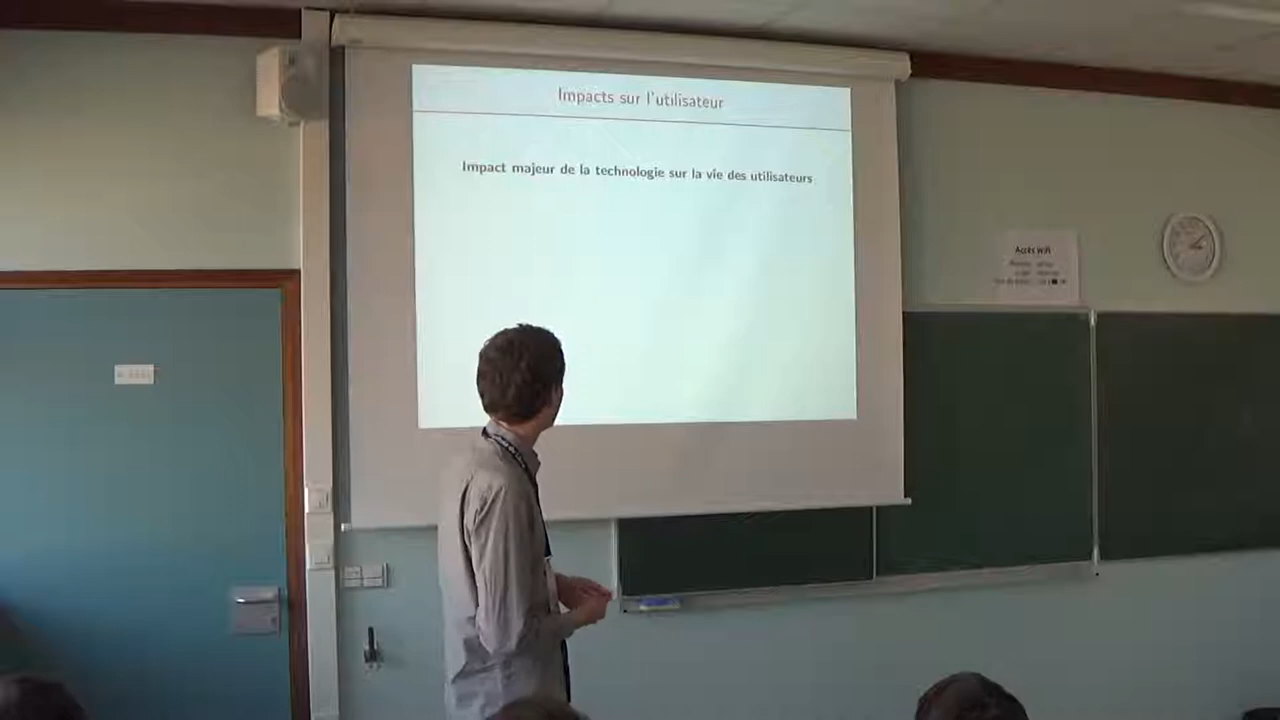 Impacts sur l'utilisateur
Impact majeur de la technologie sur la vie des utilisateurs
Accès Wifi